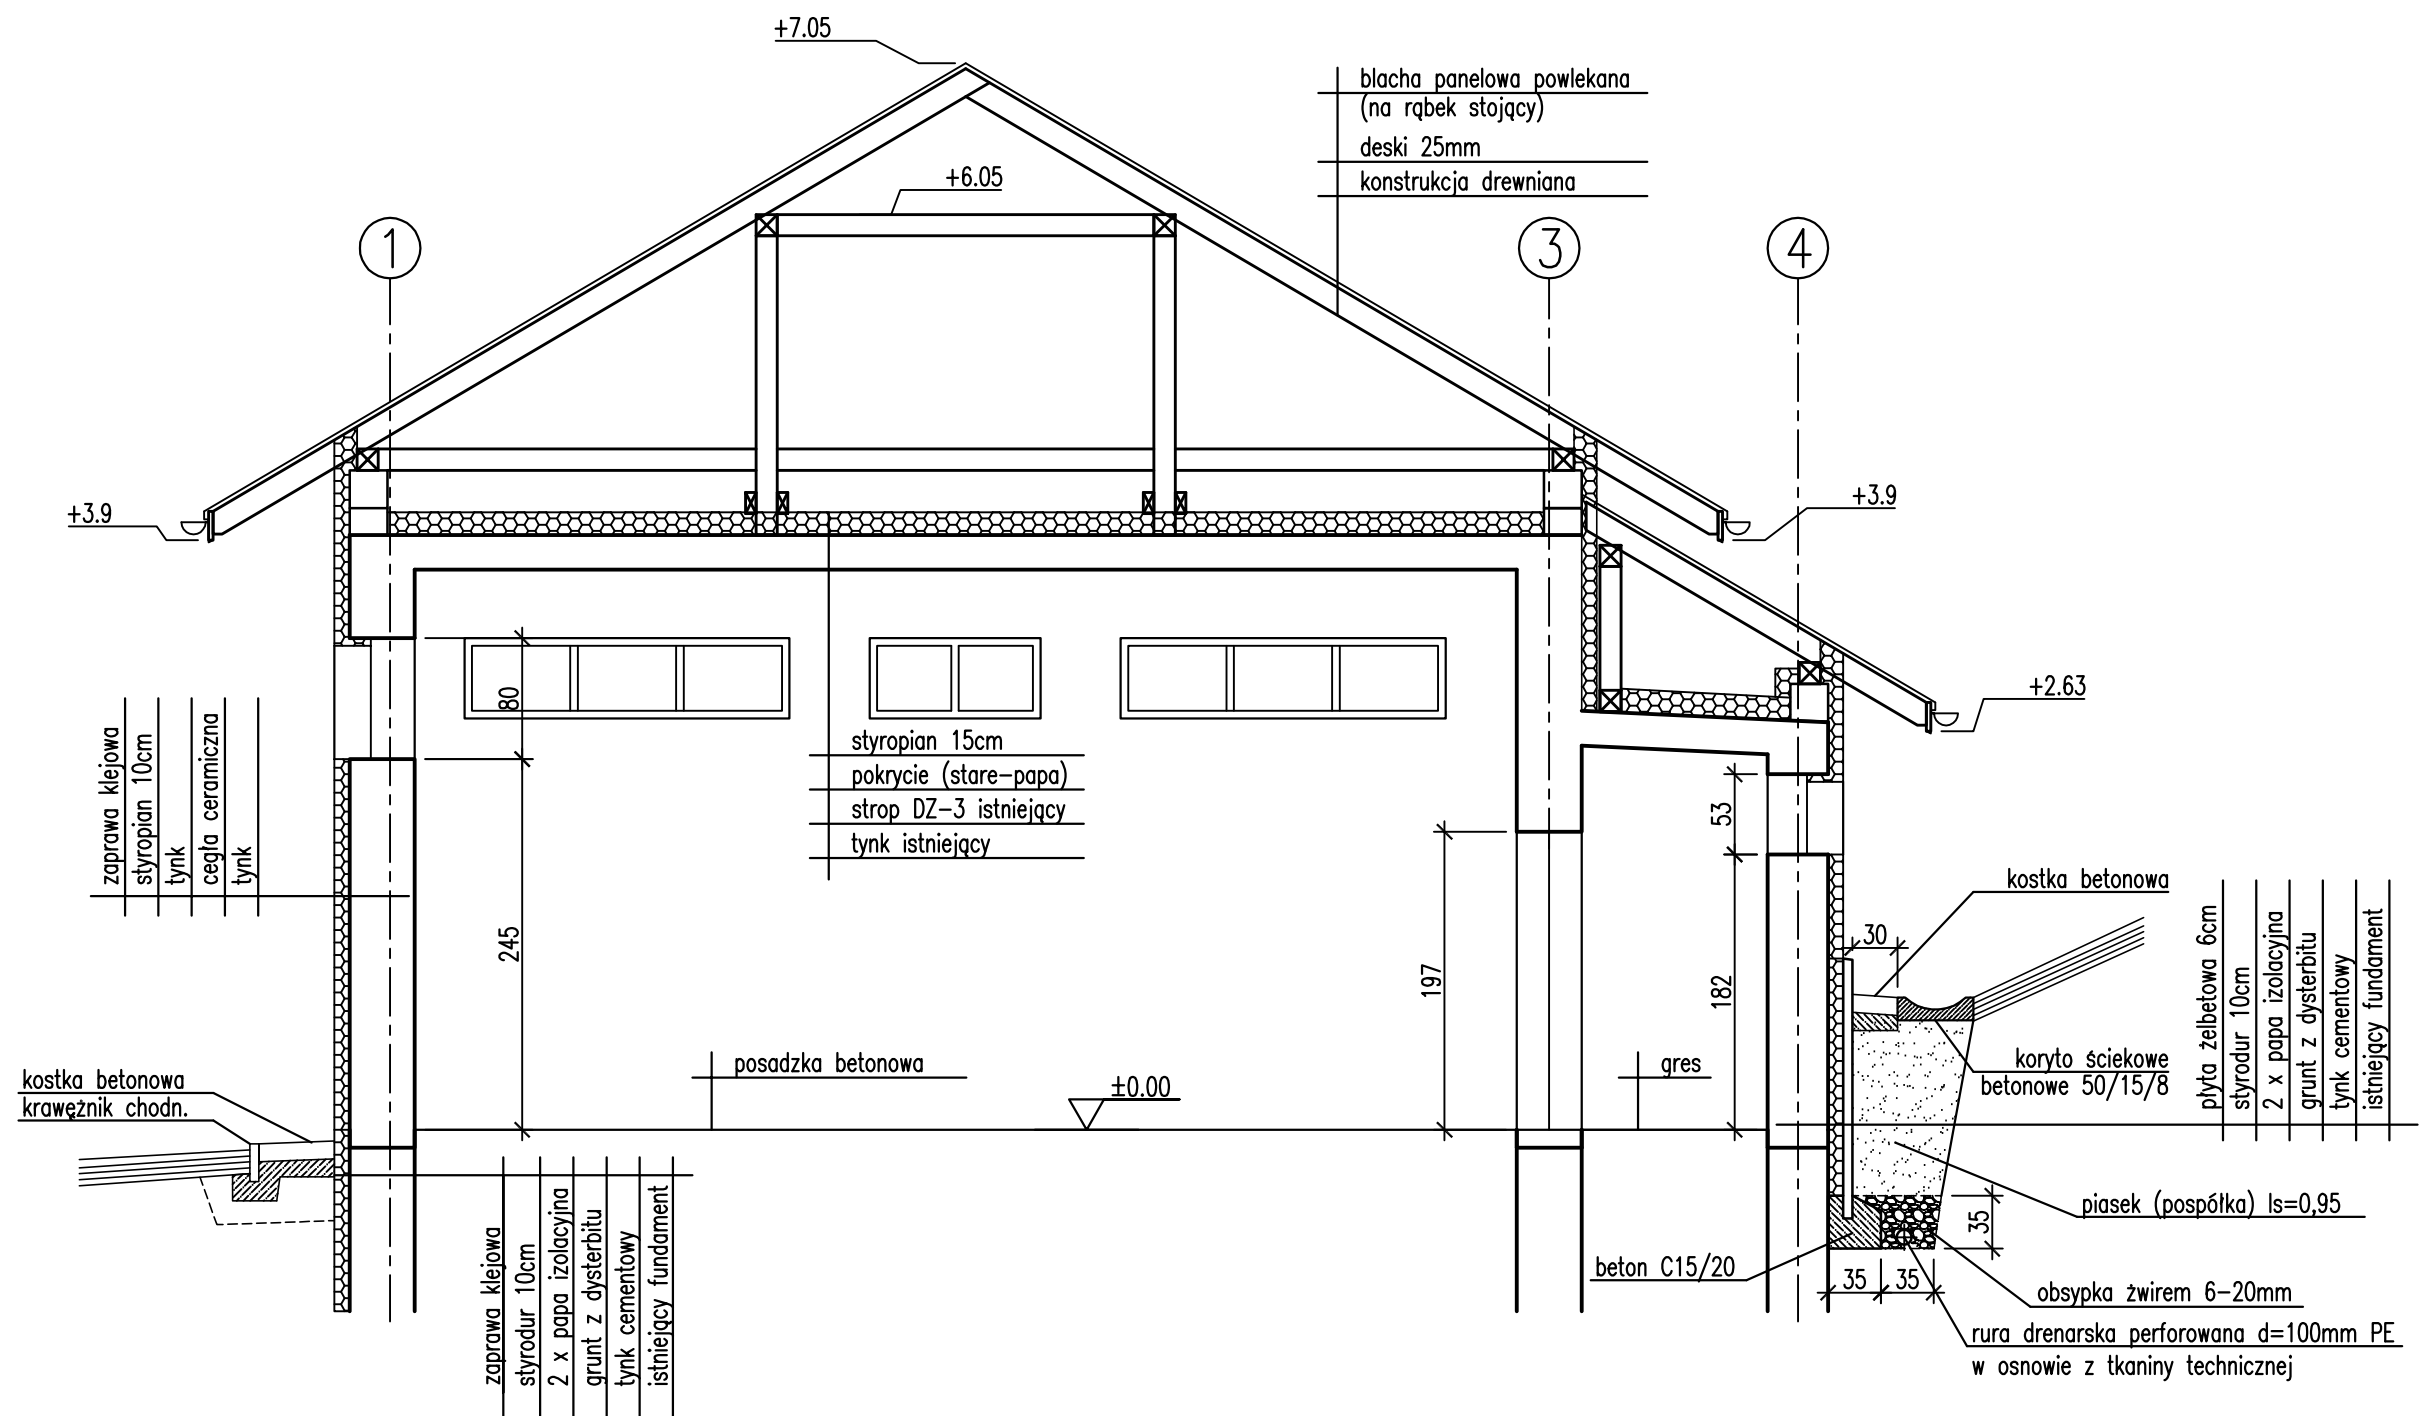 +7.05
blacha panelowa powlekana
(na rąbek stojący)
deski 25mm
konstrukcja drewniana
+6.05
1
3
4
+3.9
+3.9
+2.63
80
styropian 15cm
pokrycie (stare-papa)
strop DZ-3 istniejący
tynk istniejący
zaprawa klejowa
styropian 10cm
tynk
cegła ceramiczna
tynk
53
245
197
182
30
kostka betonowa
płyta żelbetowa 6cm
styrodur 10cm
2 x papa izolacyjna
grunt z dysterbitu
tynk cementowy
istniejący fundament
posadzka betonowa
±0.00
gres
koryto ściekowe
betonowe 50/15/8
kostka betonowa
krawężnik chodn.
zaprawa klejowa
styrodur 10cm
2 x papa izolacyjna
grunt z dysterbitu
tynk cementowy
istniejący fundament
piasek (pospółka) Is=0,95
35
beton C15/20
35
35
obsypka żwirem 6-20mm
rura drenarska perforowana d=100mm PE
w osnowie z tkaniny technicznej